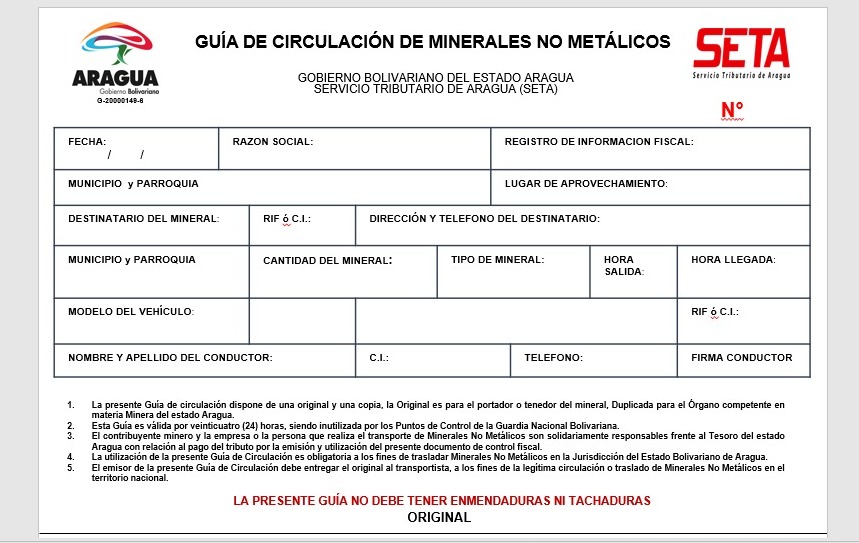 ARAGUA
Gobierno Bolivariano
G-20000149-6
GUÍA DE CIRCULACIÓN DE MINERALES NO METÁLICOS
GOBIERNO BOLIVARIANO DEL ESTADO ARAGUA
SERVICIO TRIBUTARIO DE ARAGUA (SETA)
SETA
Servicio Tributario de Aragua
N°
FECHA:
/ /
RAZON SOCIAL:
REGISTRO DE INFORMACION FISCAL:
MUNICIPIO y PARROQUIA
LUGAR DE APROVECHAMIENTO:
DESTINATARIO DEL MINERAL:
RIF ó C.I.:
DIRECCIÓN Y TELEFONO DEL DESTINATARIO:
MUNICIPIO y PARROQUIA
CANTIDAD DEL MINERAL:
TIPO DE MINERAL:
HORA
SALIDA:
HORA LLEGADA:
MODELO DEL VEHÍCULO:
RIF ó C.I.:
NOMBRE Y APELLIDO DEL CONDUCTOR:
C.I.:
TELEFONO:
FIRMA CONDUCTOR
1. La presente Guía de circulación dispone de una original y una copia, la Original es para el portador o tenedor del mineral, Duplicada para el Órgano competente en
materia Minera del estado Aragua.
2. Esta Guía es válida por veinticuatro (24) horas, siendo inutilizada por los Puntos de Control de la Guardia Nacional Bolivariana.
3. El contribuyente minero y la empresa o la persona que realiza el transporte de Minerales No Metálicos son solidariamente responsables frente al Tesoro del estado
Aragua con relación al pago del tributo por la emisión y utilización del presente documento de control fiscal.
4. La utilización de la presente Guía de Circulación es obligatoria a los fines de trasladar Minerales No Metálicos en la Jurisdicción del Estado Bolivariano de Aragua.
5. El emisor de la presente Guía de Circulación debe entregar el original al transportista, a los fines de la legítima circulación o traslado de Minerales No Metálicos en el
territorio nacional.
LA PRESENTE GUÍA NO DEBE TENER ENMENDADURAS NI TACHADURAS
ORIGINAL